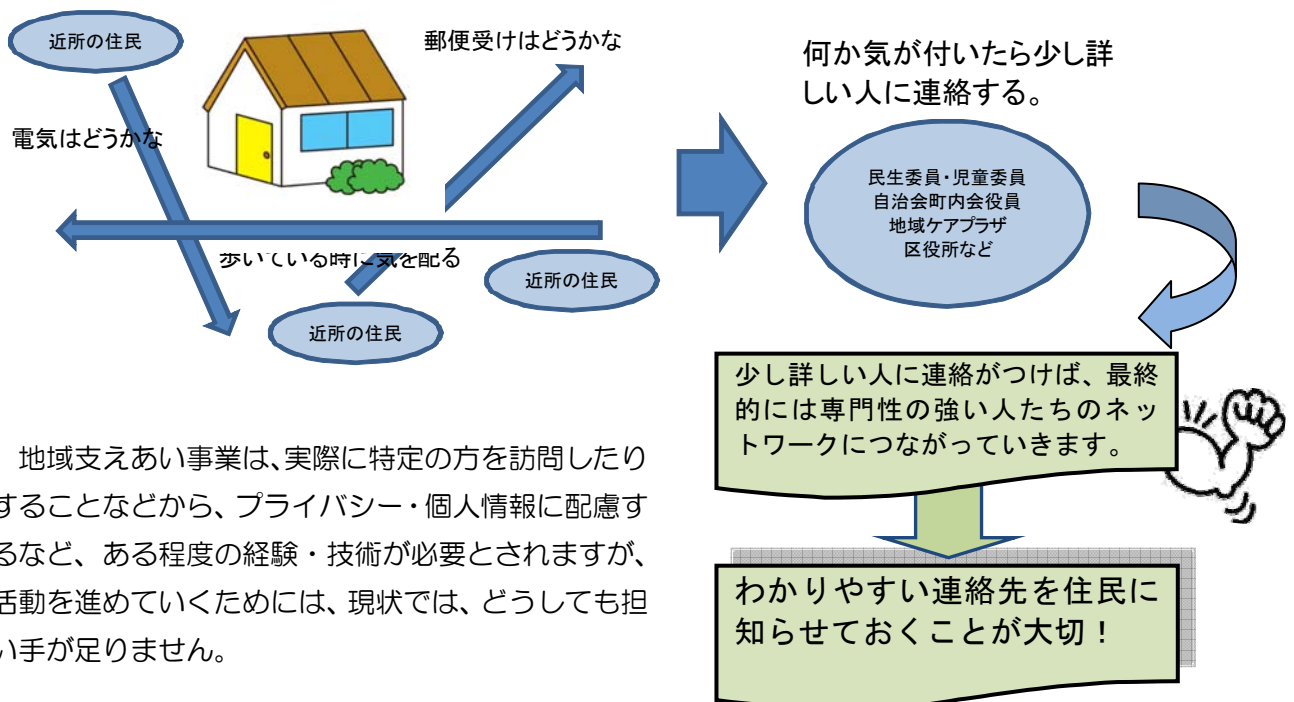 近所の住民
郵便受けはどうかな
電気はどうかな
歩いている時に気を配る
近所の住民
近所の住民
何か気が付いたら少し詳
しい人に連絡する。
民生委員・児童委員
自治会町内会役員
地域ケアプラザ
区役所など
少し詳しい人に連絡がつけば、最終
的には専門性の強い人たちのネッ
トワークにつながっていきます。
わかりやすい連絡先を住民に
知らせておくことが大切！
地域支えあい事業は、実際に特定の方を訪問したり
することなどから、プライバシー・個人情報に配慮す
るなど、ある程度の経験・技術が必要とされますが、
活動を進めていくためには、現状では、どうしても担
い手が足りません。